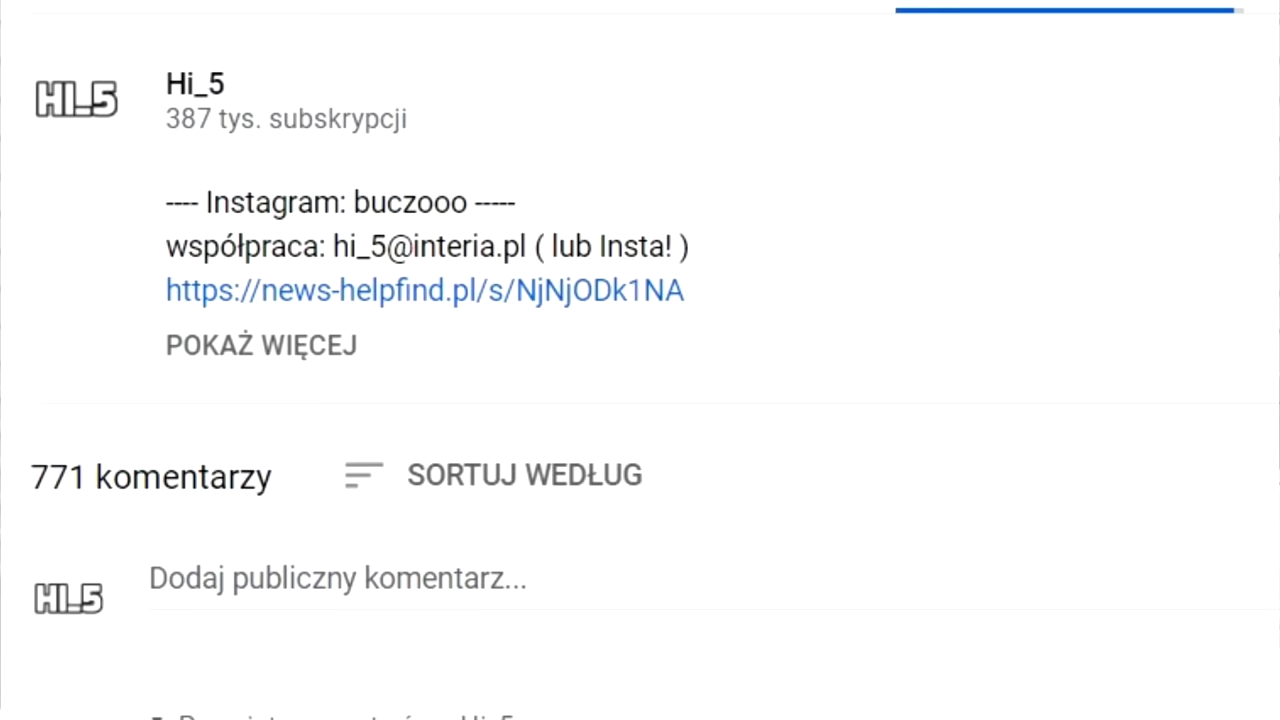 HI_5
Hi_5
387 tys. subskrypcji
---- Instagram: buczooo -----
współpraca: hi_5@interia.pl ( lub Insta! )
https://news-helpfind.pl/s/NjNjODk1NA
POKAŻ WIĘCEJ
771 komentarzy
SORTUJ WEDŁUG
HI_5
Dodaj publiczny komentarz...